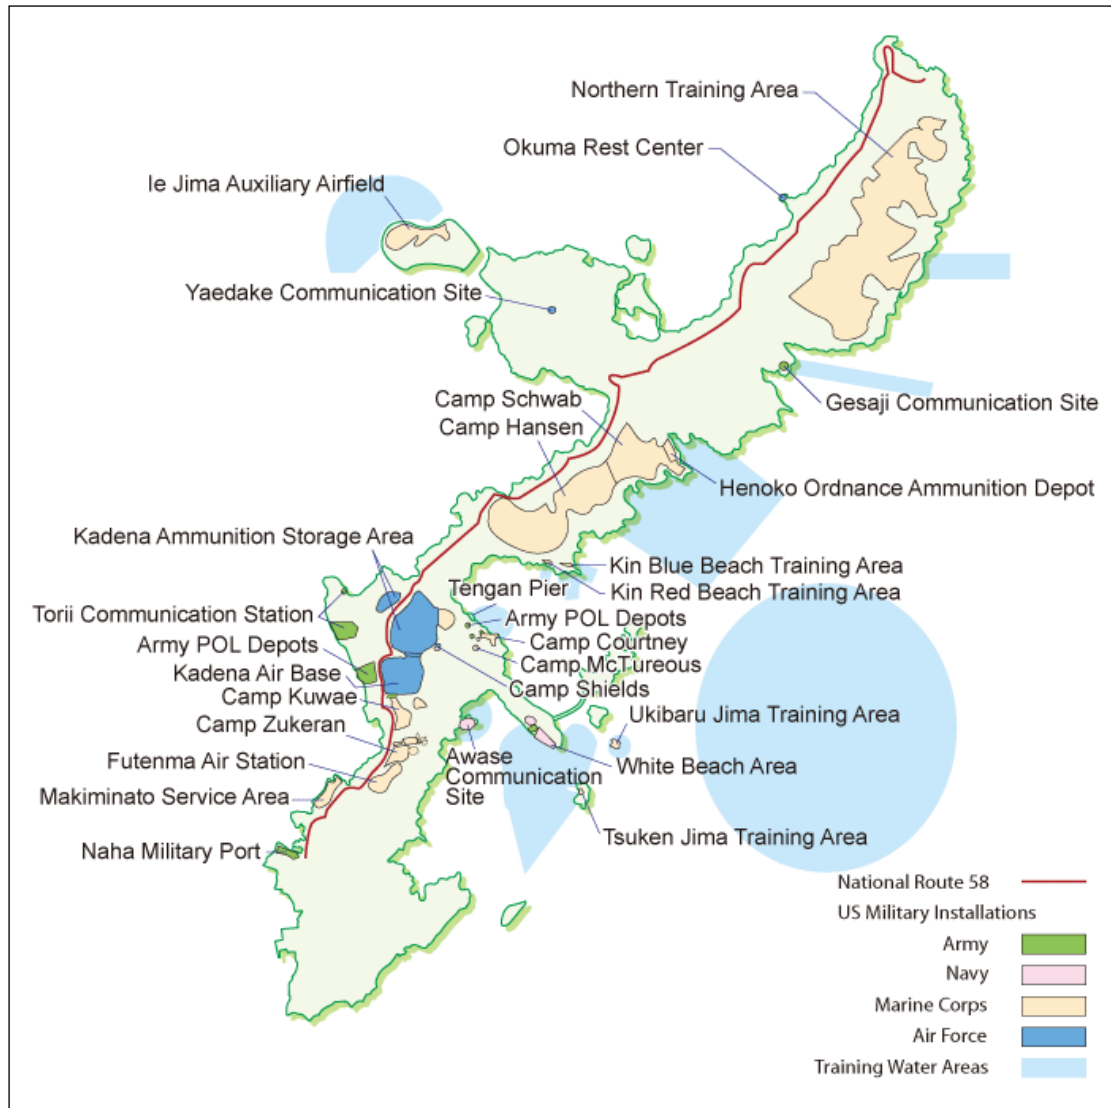 Northern Training Area
Okuma Rest Center
Ie Jima Auxiliary Airfield
Yaedake Communication Site
Gesaji Communication Site
Camp Schwab
Camp Hansen
Henoko Ordnance Ammunition Depot
Kadena Ammunition Storage Area
Kin Blue Beach Training Area
Kin Red Beach Training Area
Tengan Pier
Torii Communication Station
Army POL Depots
Army POL Depots
Camp Courtney
Camp McTureous
Kadena Air Base
Camp Shields
Camp Kuwae
Ukibaru Jima Training Area
Camp Zukeran
Futenma Air Station
Awase
Communication
Site
White Beach Area
Makiminato Service Area
Tsuken Jima Training Area
Naha Military Port
National Route 58
US Military Installations
Army
Navy
Marine Corps
Air Force
Training Water Areas